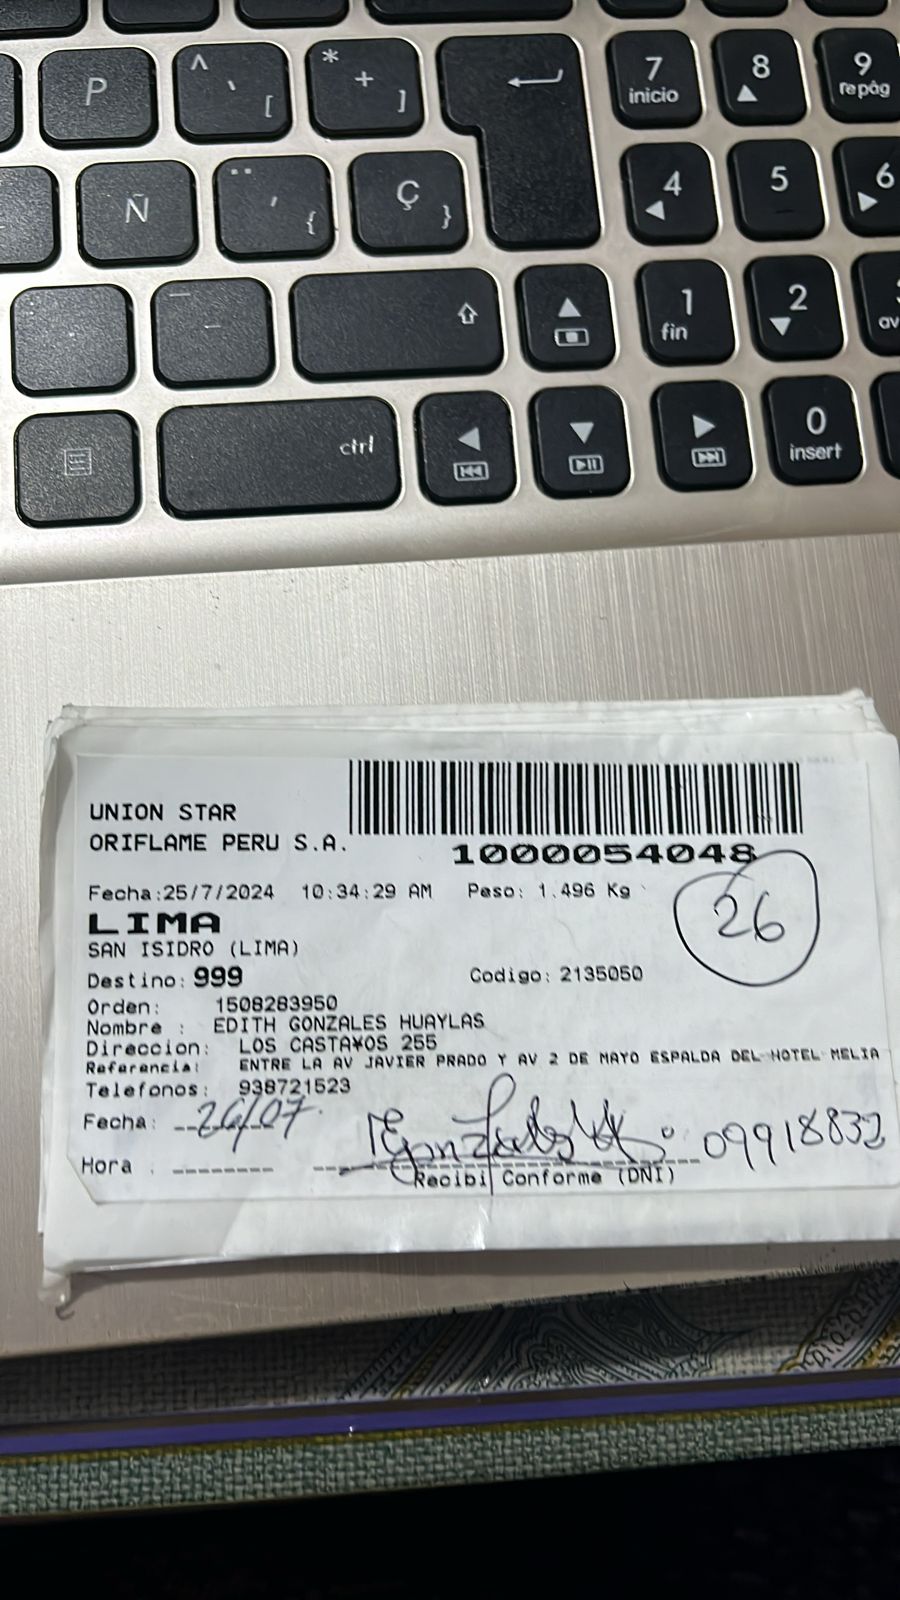 P
^ ` [
* + ]
7 inicio
8
9 repág
Ñ
¨ ´ {
Ç }
4
5
6
1 fin
2
av
ctrl
0 insert
UNION STAR
ORIFLAME PERU S.A.
1000054048
Fecha:25/7/2024 10:34:29 AM Peso: 1.496 Kg
26
LIMA
SAN ISIDRO (LIMA)
Destino: 999 Codigo: 2135050
Orden: 1508283950
Nombre : EDITH GONZALES HUAYLAS
Direccion: LOS CASTA¥OS 255
Referencia: ENTRE LA AV JAVIER PRADO Y AV 2 DE MAYO ESPALDA DEL HOTEL MELIA
Telefonos: 938721523
Fecha: 26/07.
09918832
Hora :
Recibi Conforme (DNI)